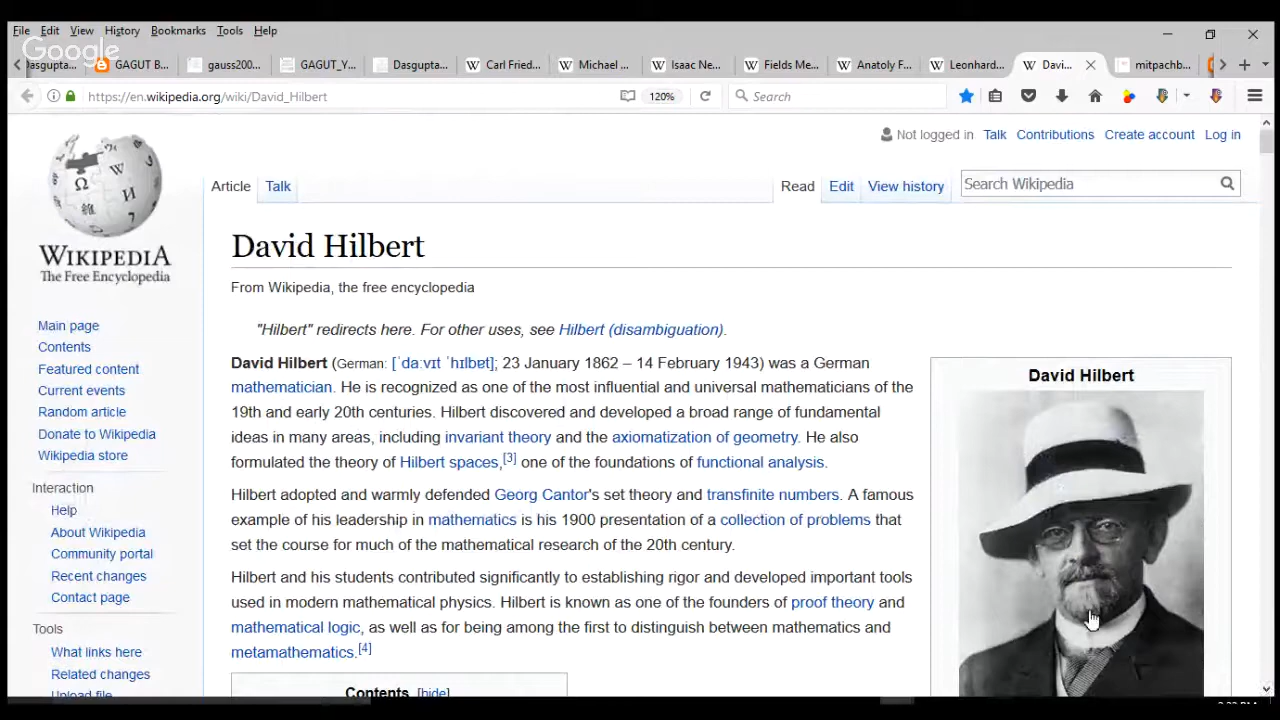 File Edit View History Bookmarks Tools Help
Google
asgupta... GAGUT B... gauss200... GAGUT_Y... Dasgupta... Carl Fried... Michael ... Isaac Ne... Fields Me... Anatoly F... Leonhard... Davi... mitpachb...
https://en.wikipedia.org/wiki/David_Hilbert 120% Search
Not logged in Talk Contributions Create account Log in
Article Talk Read Edit View history Search Wikipedia
WIKIPEDIA
The Free Encyclopedia
Main page
Contents
Featured content
Current events
Random article
Donate to Wikipedia
Wikipedia store
Interaction
Help
About Wikipedia
Community portal
Recent changes
Contact page
Tools
What links here
Related changes
Upload file
David Hilbert
From Wikipedia, the free encyclopedia
"Hilbert" redirects here. For other uses, see Hilbert (disambiguation).
David Hilbert (German: [ˈdaːvɪt ˈhɪlbɐt]; 23 January 1862 – 14 February 1943) was a German
mathematician. He is recognized as one of the most influential and universal mathematicians of the
19th and early 20th centuries. Hilbert discovered and developed a broad range of fundamental
ideas in many areas, including invariant theory and the axiomatization of geometry. He also
formulated the theory of Hilbert spaces,[3] one of the foundations of functional analysis.
Hilbert adopted and warmly defended Georg Cantor's set theory and transfinite numbers. A famous
example of his leadership in mathematics is his 1900 presentation of a collection of problems that
set the course for much of the mathematical research of the 20th century.
Hilbert and his students contributed significantly to establishing rigor and developed important tools
used in modern mathematical physics. Hilbert is known as one of the founders of proof theory and
mathematical logic, as well as for being among the first to distinguish between mathematics and
metamathematics.[4]
Contents [hide]
David Hilbert